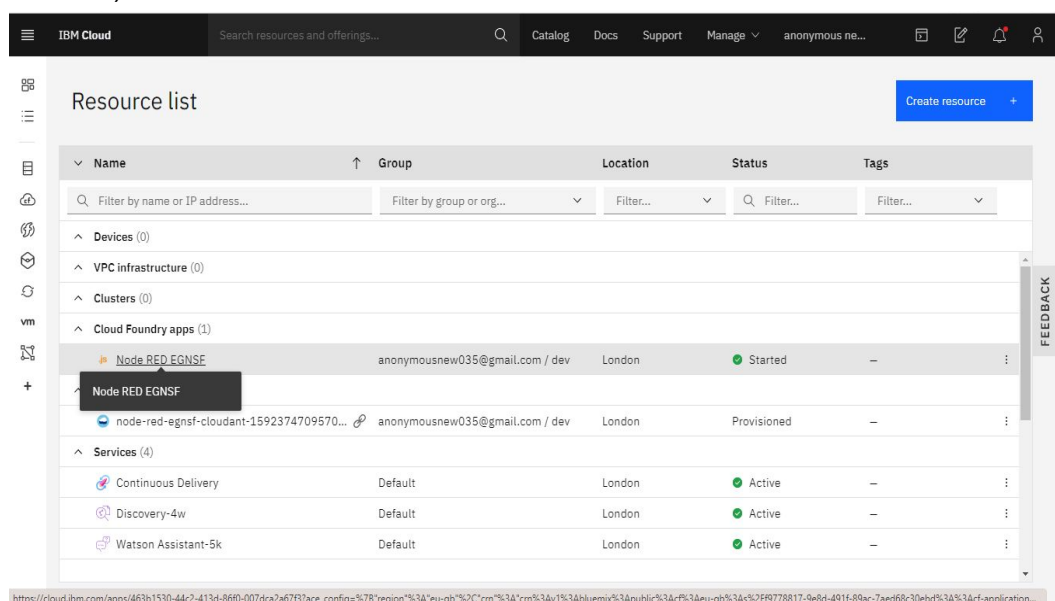 IBM Cloud Search resources and offerings... Catalog Docs Support Manage anonymous ne...
Resource list
Create resource +
Name Group Location Status Tags
Filter by name or IP address... Filter by group or org... Filter... Filter... Filter...
Devices (0)
VPC infrastructure (0)
Clusters (0)
Cloud Foundry apps (1)
Node RED EGNSF anonymousnew035@gmail.com / dev London Started –
Node RED EGNSF
node-red-egnsf-cloudant-1592374709570... anonymousnew035@gmail.com / dev London Provisioned –
Services (4)
Continuous Delivery Default London Active –
Discovery-4w Default London Active –
Watson Assistant-5k Default London Active –
vm
FEEDBACK